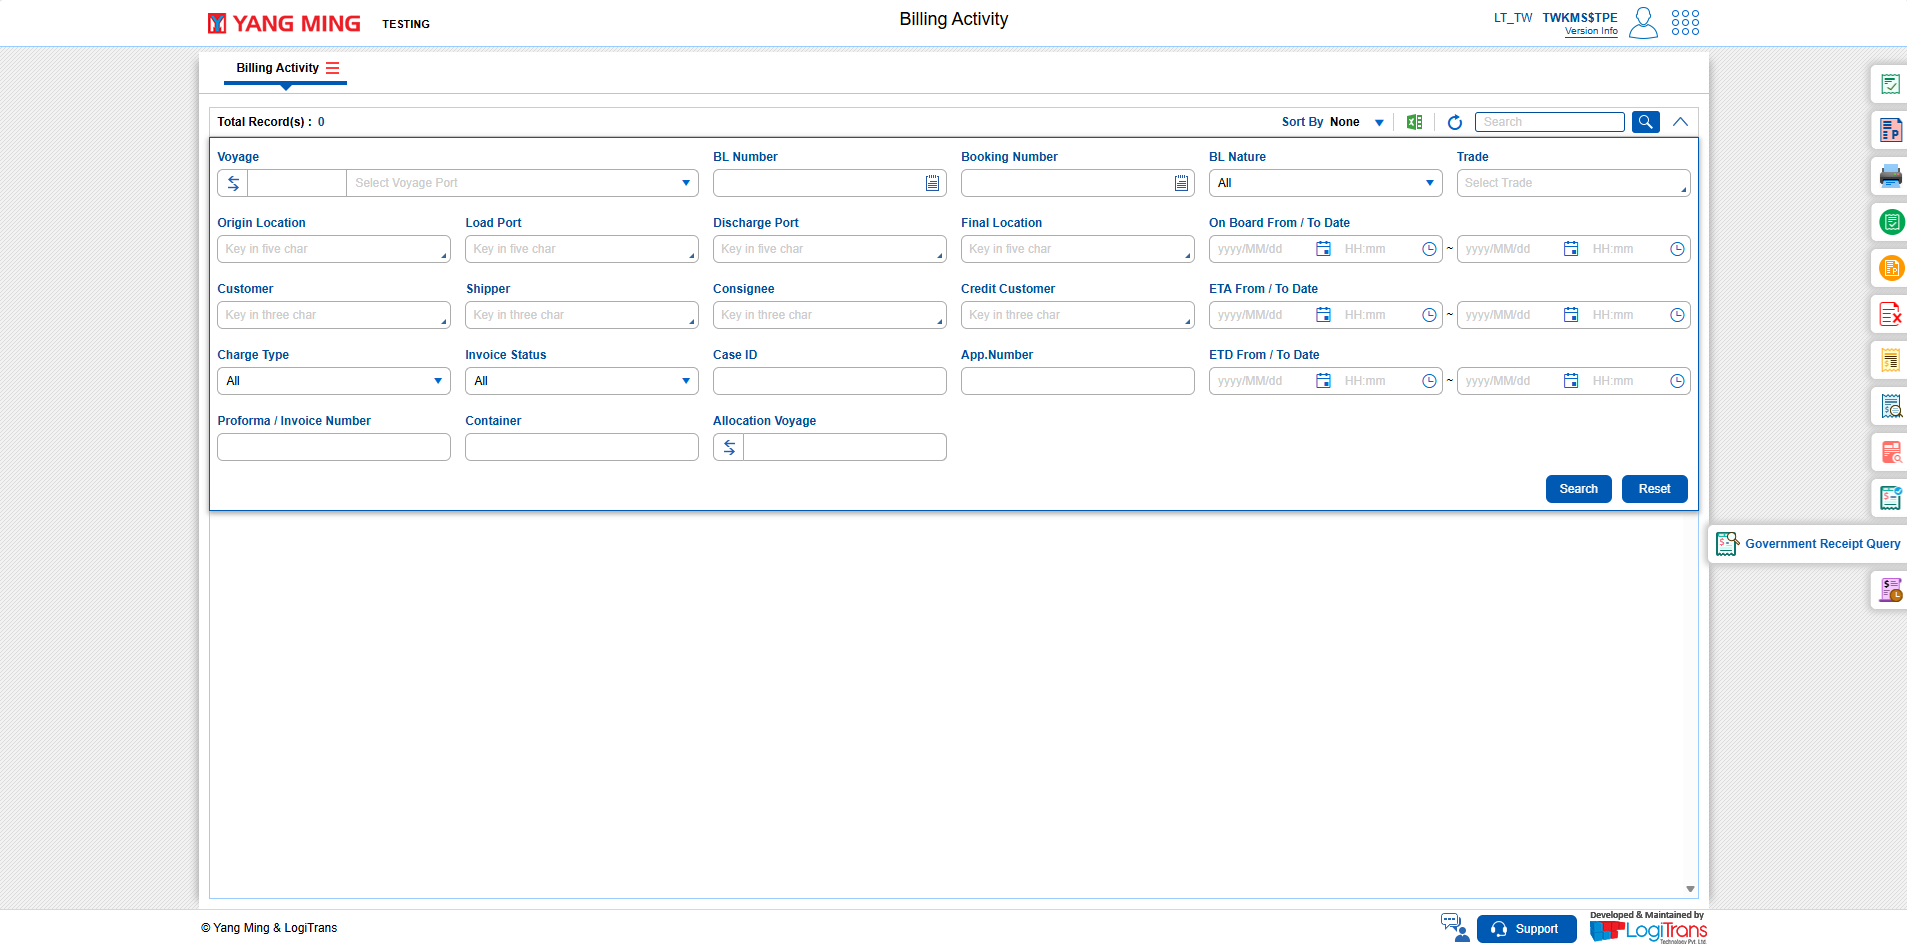 YANG MING TESTING
Billing Activity
LT_TW TWKMS$TPE
Version Info
Billing Activity
Total Record(s) : 0
Sort By None
Search
Voyage BL Number Booking Number BL Nature Trade
Select Voyage Port All Select Trade
Origin Location Load Port Discharge Port Final Location On Board From / To Date
Key in five char Key in five char Key in five char Key in five char yyyy/MM/dd HH:mm ~ yyyy/MM/dd HH:mm
Customer Shipper Consignee Credit Customer ETA From / To Date
Key in three char Key in three char Key in three char Key in three char yyyy/MM/dd HH:mm ~ yyyy/MM/dd HH:mm
Charge Type Invoice Status Case ID App.Number ETD From / To Date
All All yyyy/MM/dd HH:mm ~ yyyy/MM/dd HH:mm
Proforma / Invoice Number Container Allocation Voyage
Search Reset
Government Receipt Query
© Yang Ming & LogiTrans
Support
Developed & Maintained by
LogiTrans
Technology Pvt. Ltd.